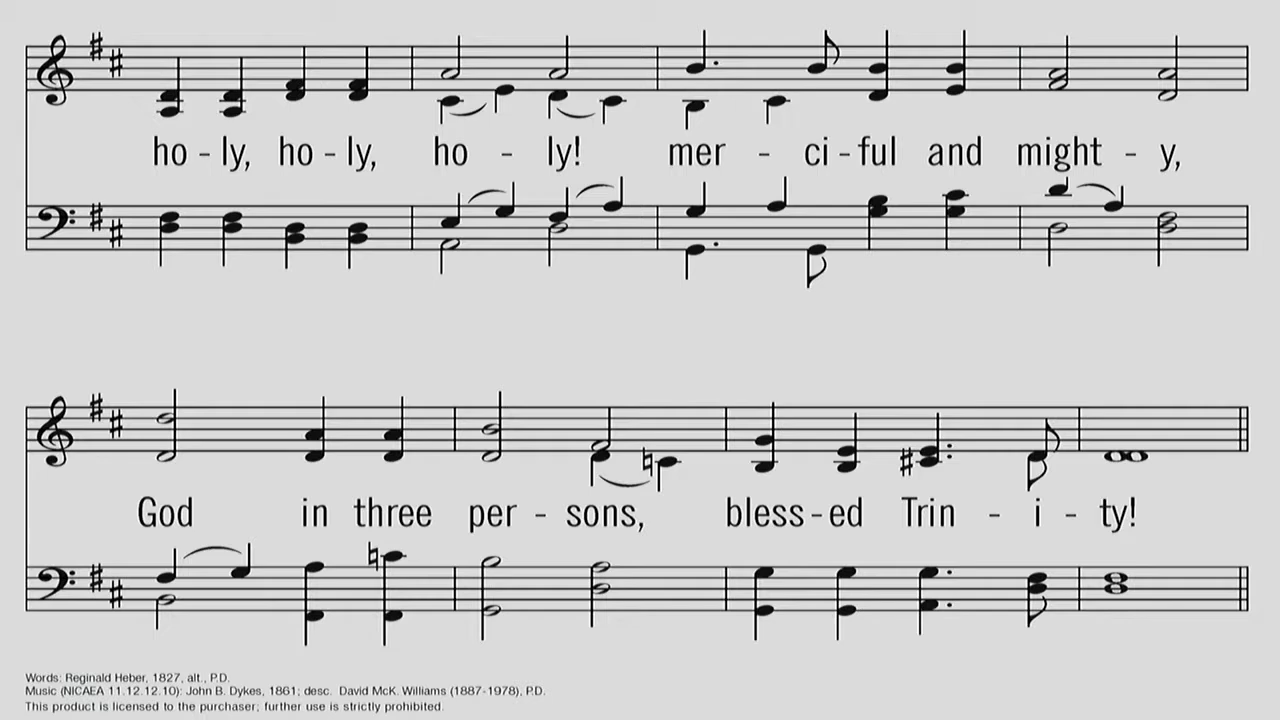 ho - ly, ho - ly, ho - ly! mer - ci - ful and might - y,
God in three per - sons, bless - ed Trin - i - ty!
Words: Reginald Heber, 1827, alt., P.D.
Music (NICAEA 11.12.12.10): John B. Dykes, 1861; desc. David McK. Williams (1887-1978), P.D.
This product is licensed to the purchaser; further use is strictly prohibited.